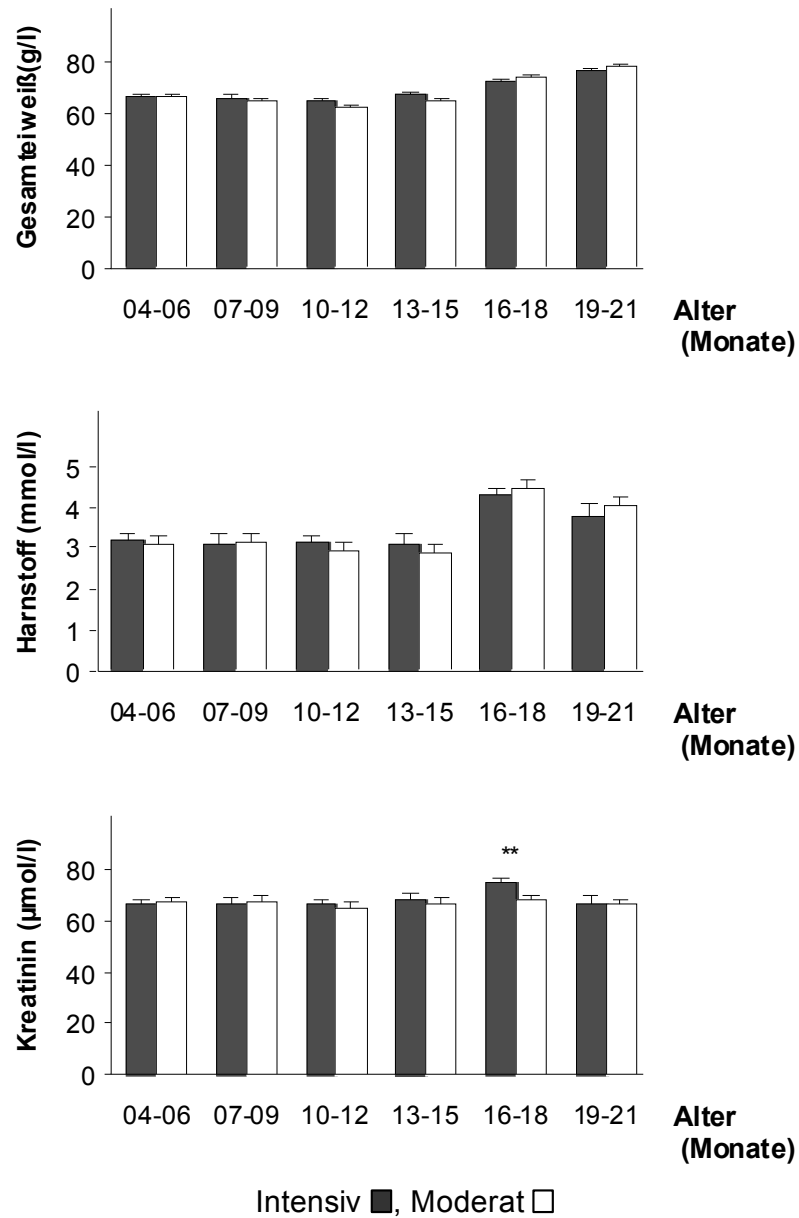 Gesamteiweiß(g/l)
80
60
40
20
0
04-06 07-09 10-12 13-15 16-18 19-21
Alter
(Monate)
Harnstoff (mmol/l)
5
4
3
2
1
0
04-06 07-09 10-12 13-15 16-18 19-21
Alter
(Monate)
Kreatinin (µmol/l)
**
80
60
40
20
0
04-06 07-09 10-12 13-15 16-18 19-21
Alter
(Monate)
Intensiv ■, Moderat □